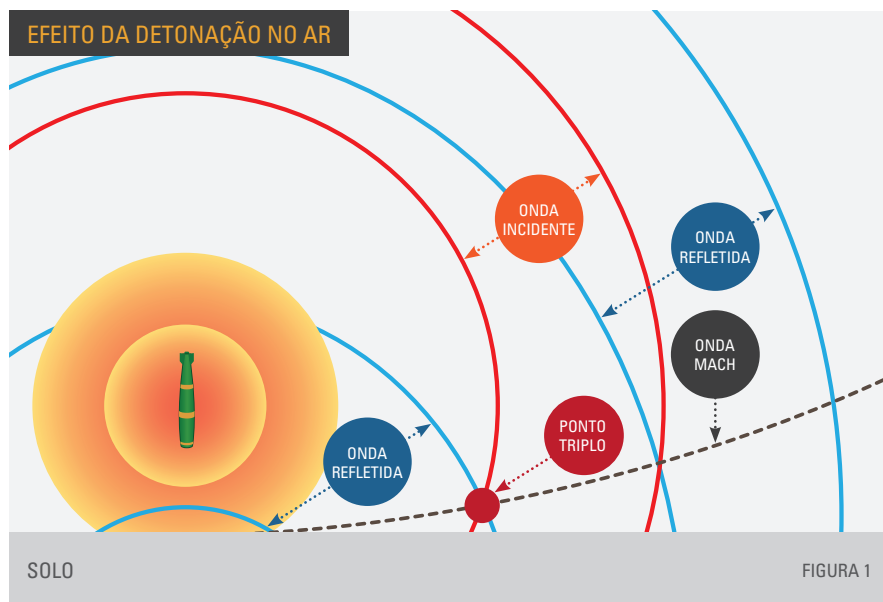 EFEITO DA DETONAÇÃO NO AR
ONDA
INCIDENTE
ONDA
REFLETIDA
ONDA
MACH
PONTO
TRIPLO
ONDA
REFLETIDA
SOLO
FIGURA 1